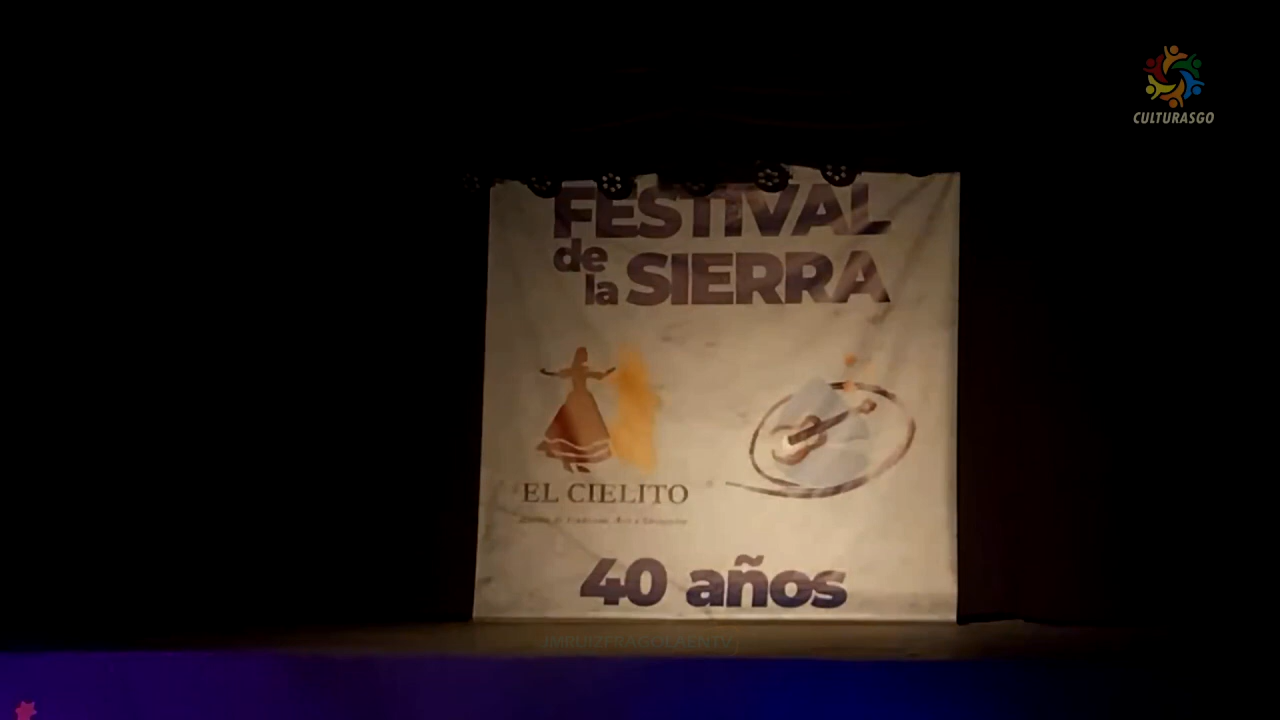 CULTURASGO
FESTIVAL
de
la SIERRA
EL CIELITO
40 años